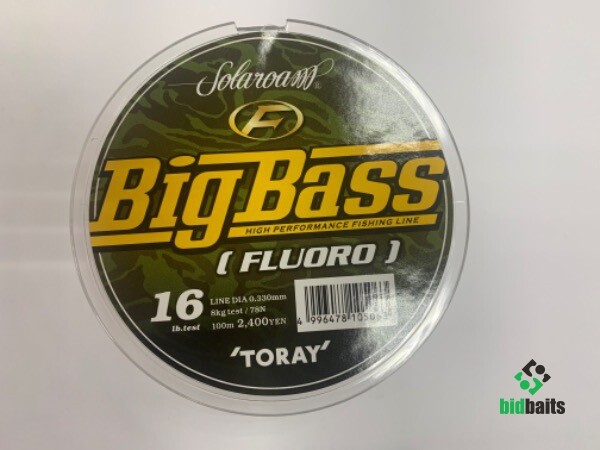 Solaroam®
F
BigBass
HIGH PERFORMANCE FISHING LINE
( FLUORO )
16
lb.test
LINE DIA 0.330mm
8kg test / 78N
100m 2,400YEN
'TORAY'
bidbaits